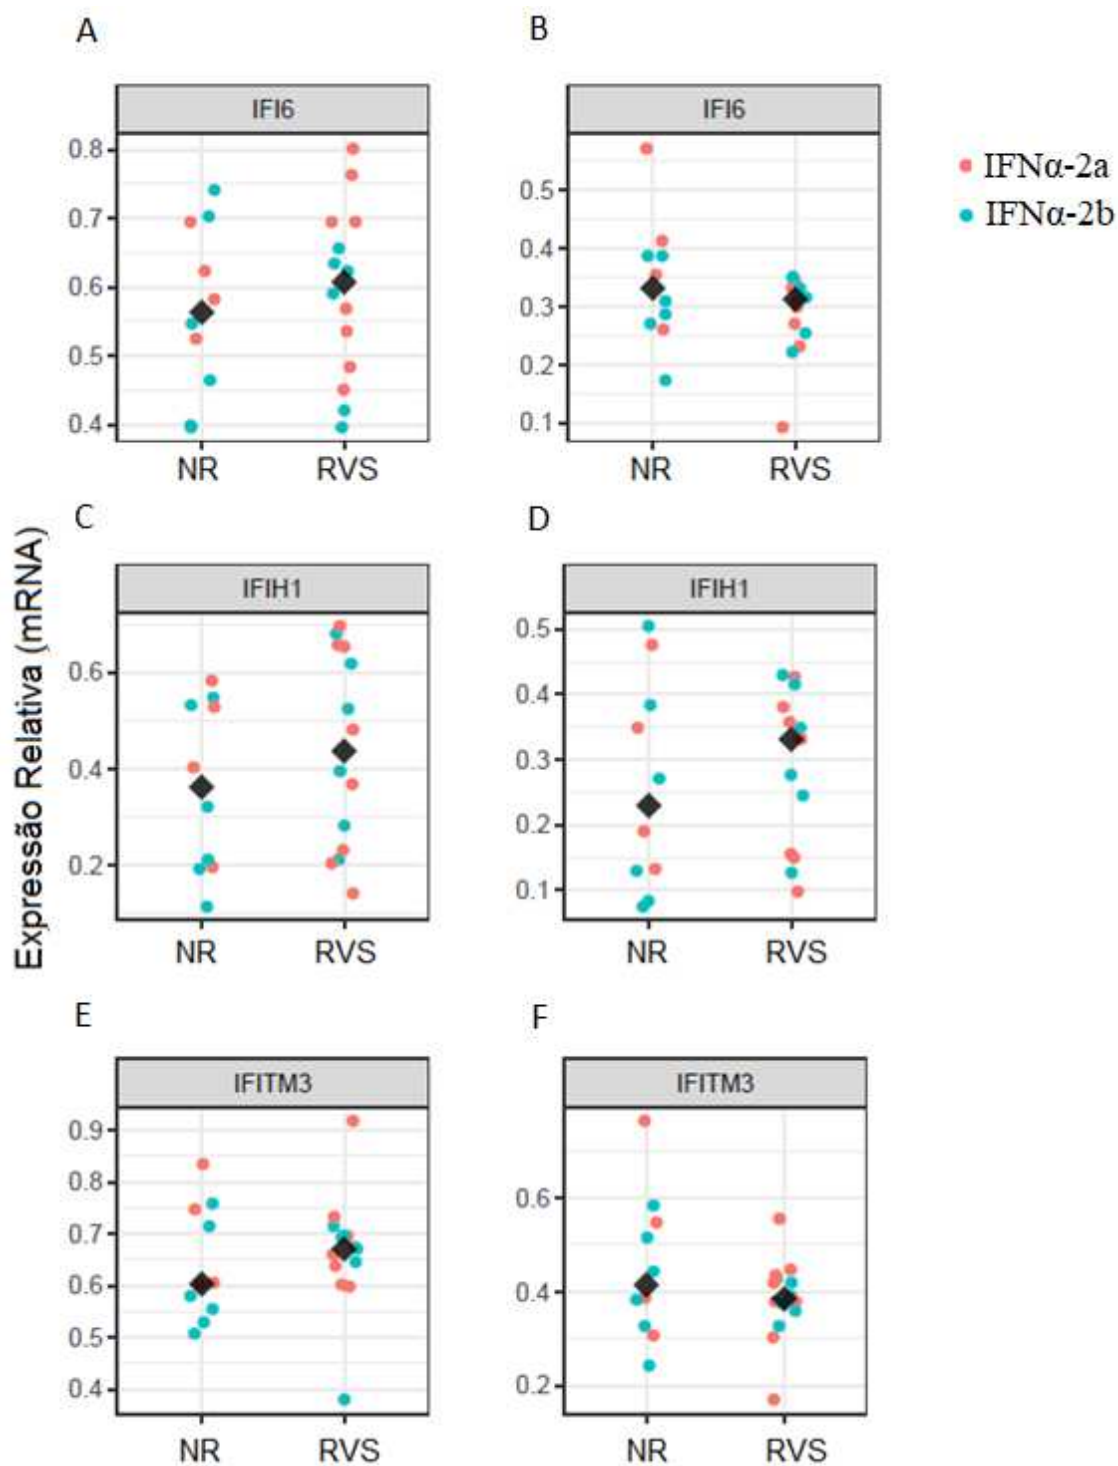 A
B
IFI6
IFI6
0.8
0.7
0.6
0.5
0.4
0.5
0.4
0.3
0.2
0.1
IFNα-2a
IFNα-2b
NR RVS
NR RVS
C
D
Expressão Relativa (mRNA)
IFIH1
IFIH1
0.6
0.4
0.2
0.5
0.4
0.3
0.2
0.1
NR RVS
NR RVS
E
F
IFITM3
IFITM3
0.9
0.8
0.7
0.6
0.5
0.4
0.6
0.4
0.2
NR RVS
NR RVS